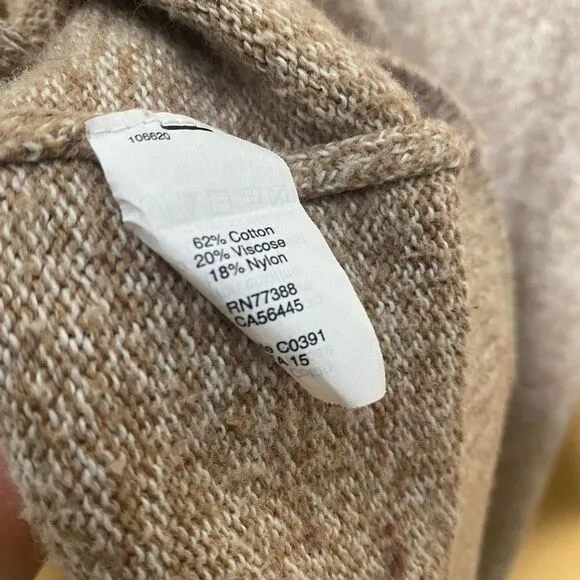 106620
62% Cotton
20% Viscose
18% Nylon
RN77388
CA56445
C0391
15